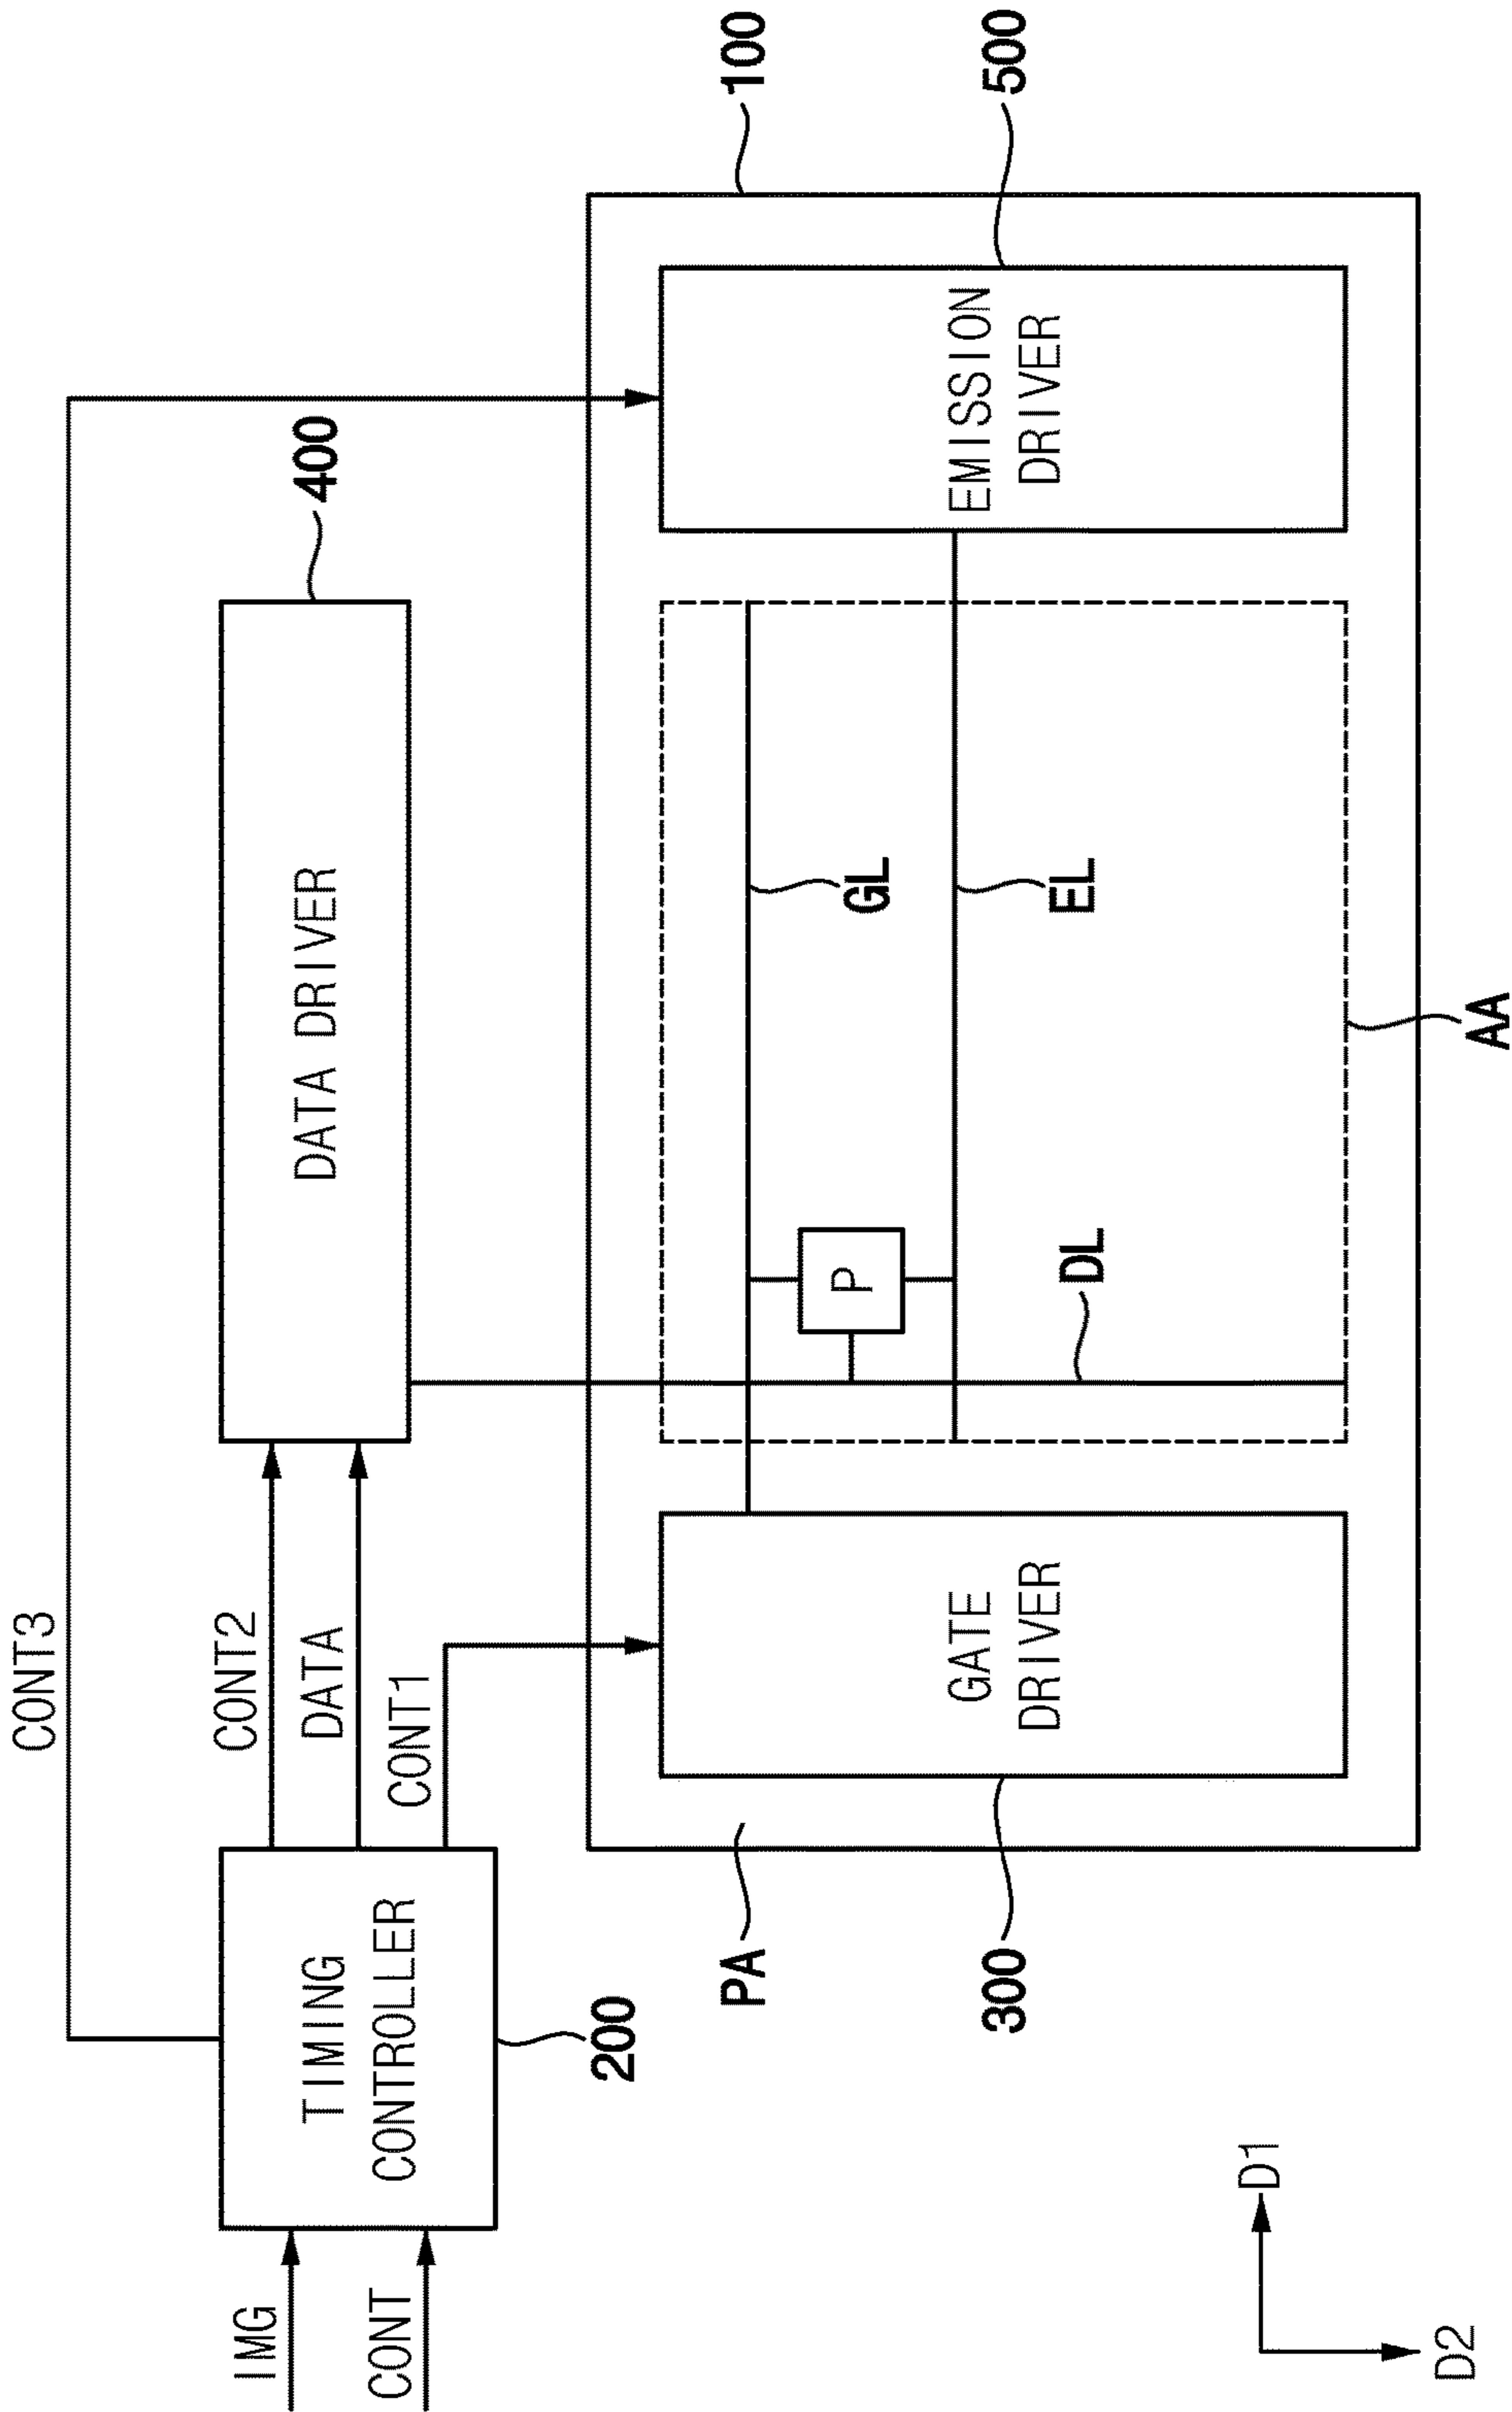 CONT3
400
DATA DRIVER
IMG
CONT
TIMING
CONTROLLER
200
CONT2
DATA
CONT1
100
PA
300
GATE
DRIVER
P
GL
EL
DL
EMISSION
DRIVER
500
AA
D1
D2